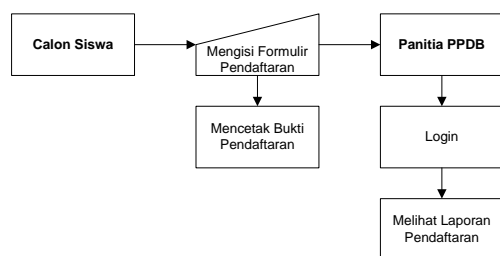 Calon Siswa
Mengisi Formulir
Pendaftaran
Panitia PPDB
Mencetak Bukti
Pendaftaran
Login
Melihat Laporan
Pendaftaran